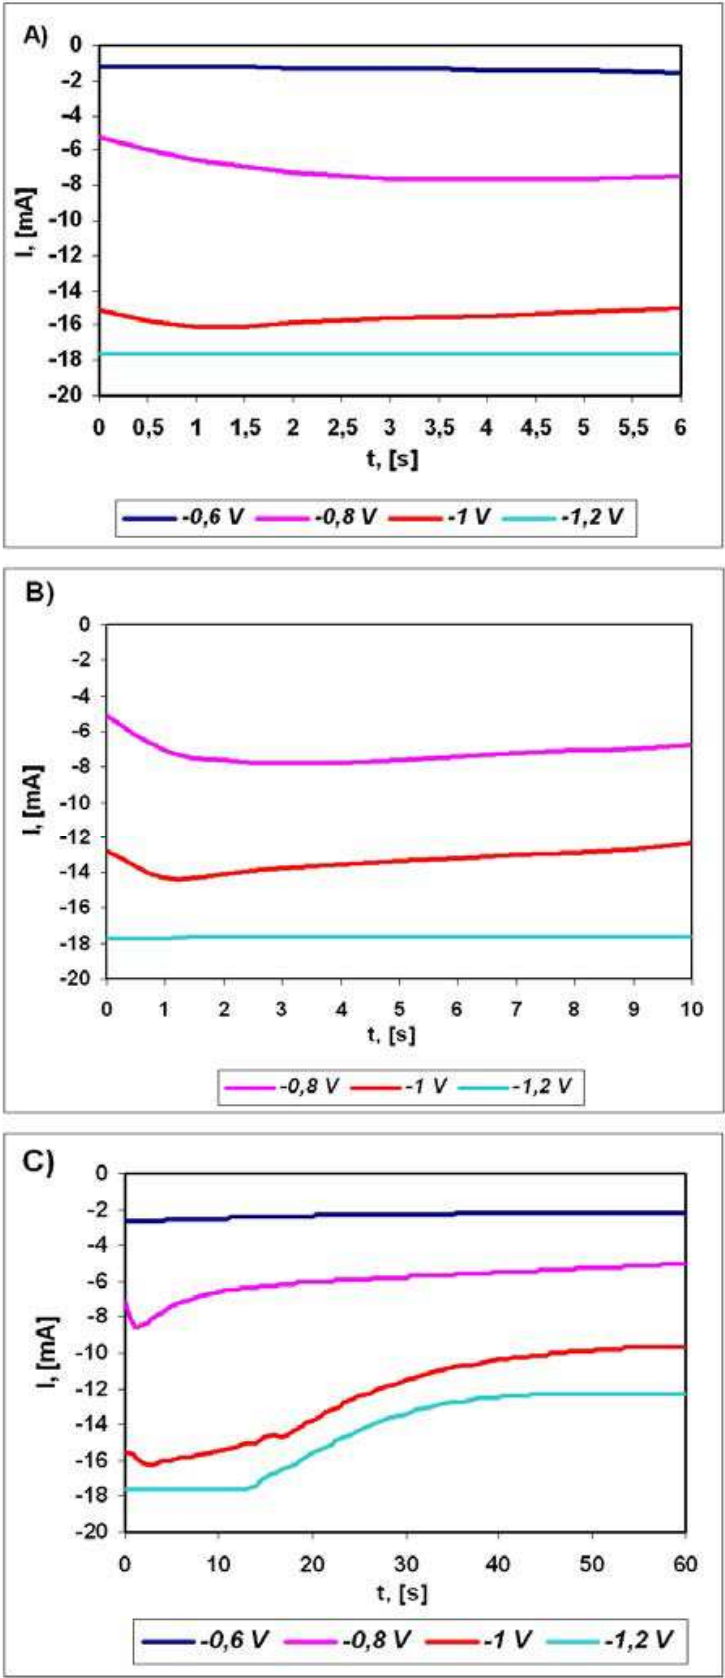 A)
0
-2
-4
-6
-8
-10
-12
-14
-16
-18
-20
I, [mA]
0 0,5 1 1,5 2 2,5 3 3,5 4 4,5 5 5,5 6
t, [s]
-0,6 V -0,8 V -1 V -1,2 V
B)
0
-2
-4
-6
-8
-10
-12
-14
-16
-18
-20
I, [mA]
0 1 2 3 4 5 6 7 8 9 10
t, [s]
-0,8 V -1 V -1,2 V
C)
0
-2
-4
-6
-8
-10
-12
-14
-16
-18
-20
I, [mA]
0 10 20 30 40 50 60
t, [s]
-0,6 V -0,8 V -1 V -1,2 V